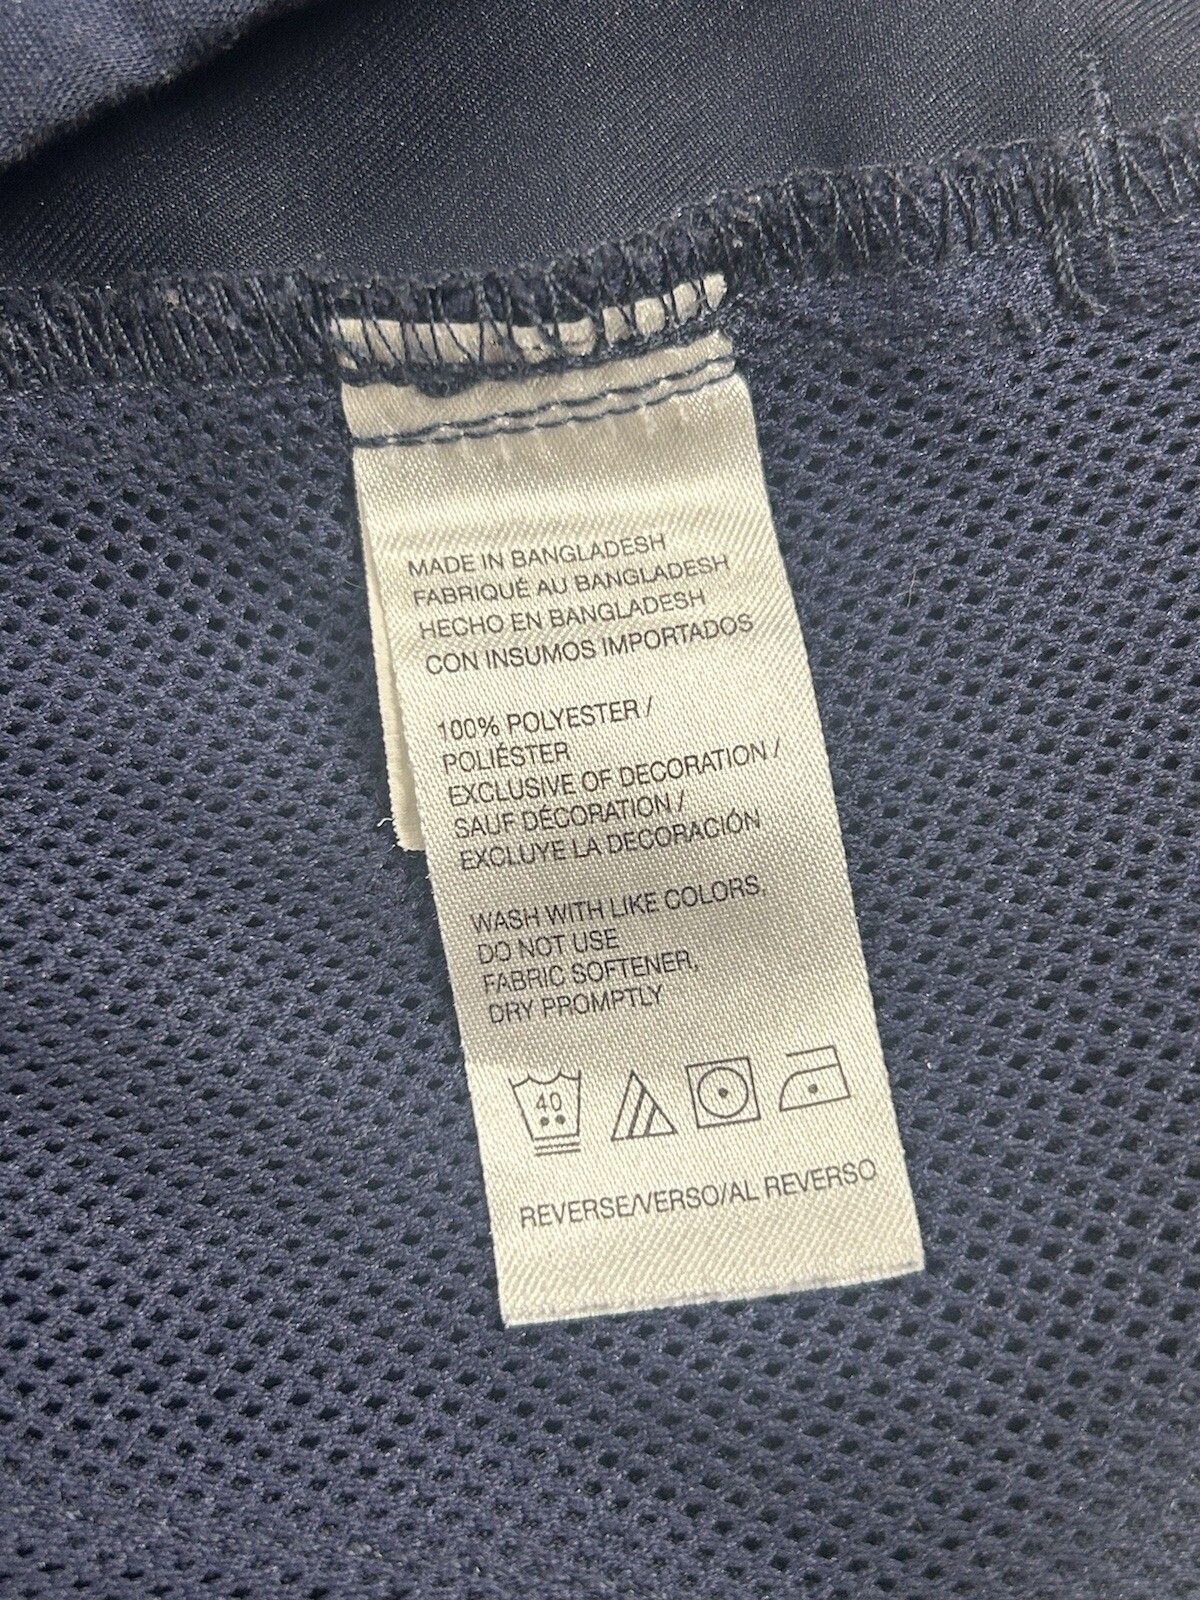 MADE IN BANGLADESH
FABRIQUÉ AU BANGLADESH
HECHO EN BANGLADESH
CON INSUMOS IMPORTADOS
100% POLYESTER /
POLIÉSTER
EXCLUSIVE OF DECORATION /
SAUF DÉCORATION /
EXCLUYE LA DECORACIÓN
WASH WITH LIKE COLORS,
DO NOT USE
FABRIC SOFTENER,
DRY PROMPTLY
40
REVERSE/VERSO/AL REVERSO